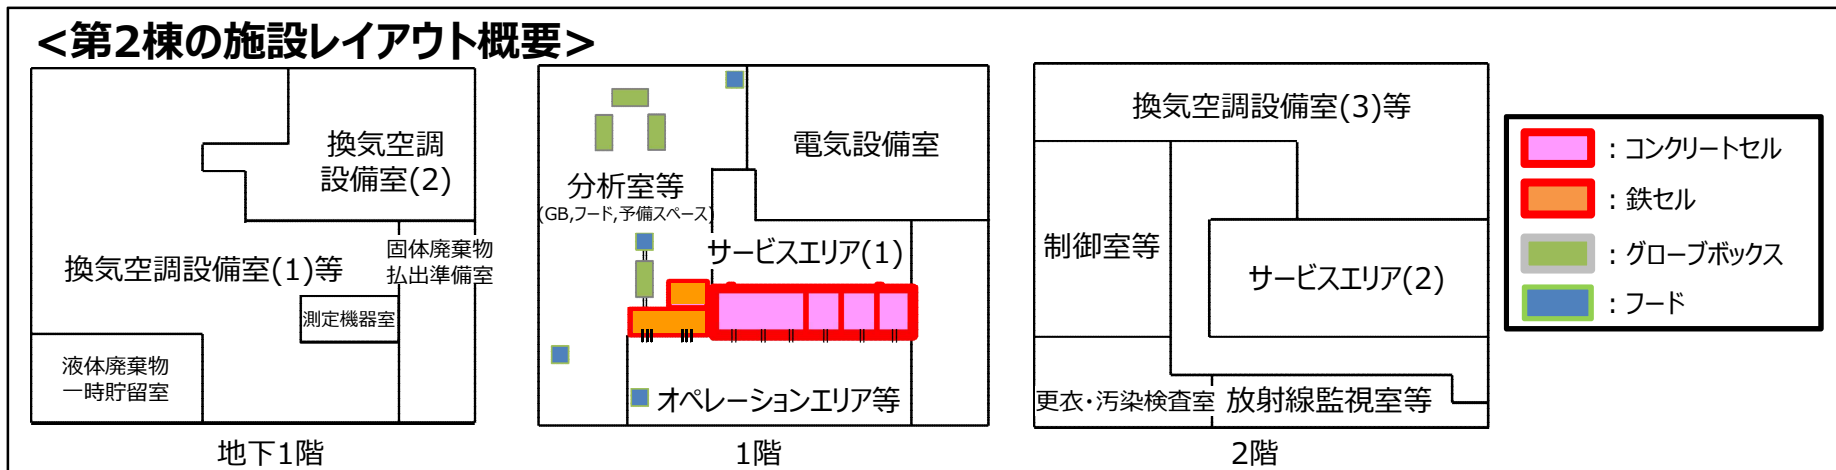 <第2棟の施設レイアウト概要>
換気空調
設備室(2)
固体廃棄物
払出準備室
換気空調設備室(1)等
測定機器室
液体廃棄物
一時貯留室
地下1階
電気設備室
分析室等
(GB,フード,予備スペース)
サービスエリア(1)
オペレーションエリア等
1階
換気空調設備室(3)等
制御室等
サービスエリア(2)
更衣・汚染検査室
放射線監視室等
2階
：コンクリートセル
：鉄セル
：グローブボックス
：フード